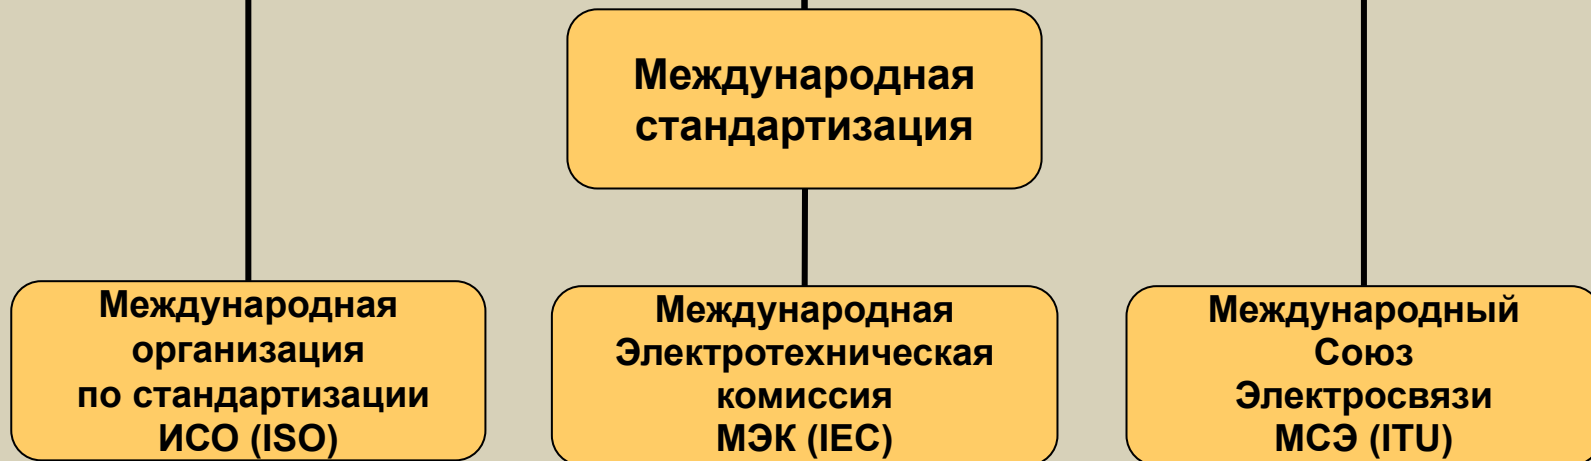 Международная
стандартизация
Международная
организация
по стандартизации
ИСО (ISO)
Международная
Электротехническая
комиссия
МЭК (IEC)
Международный
Союз
Электросвязи
МСЭ (ITU)